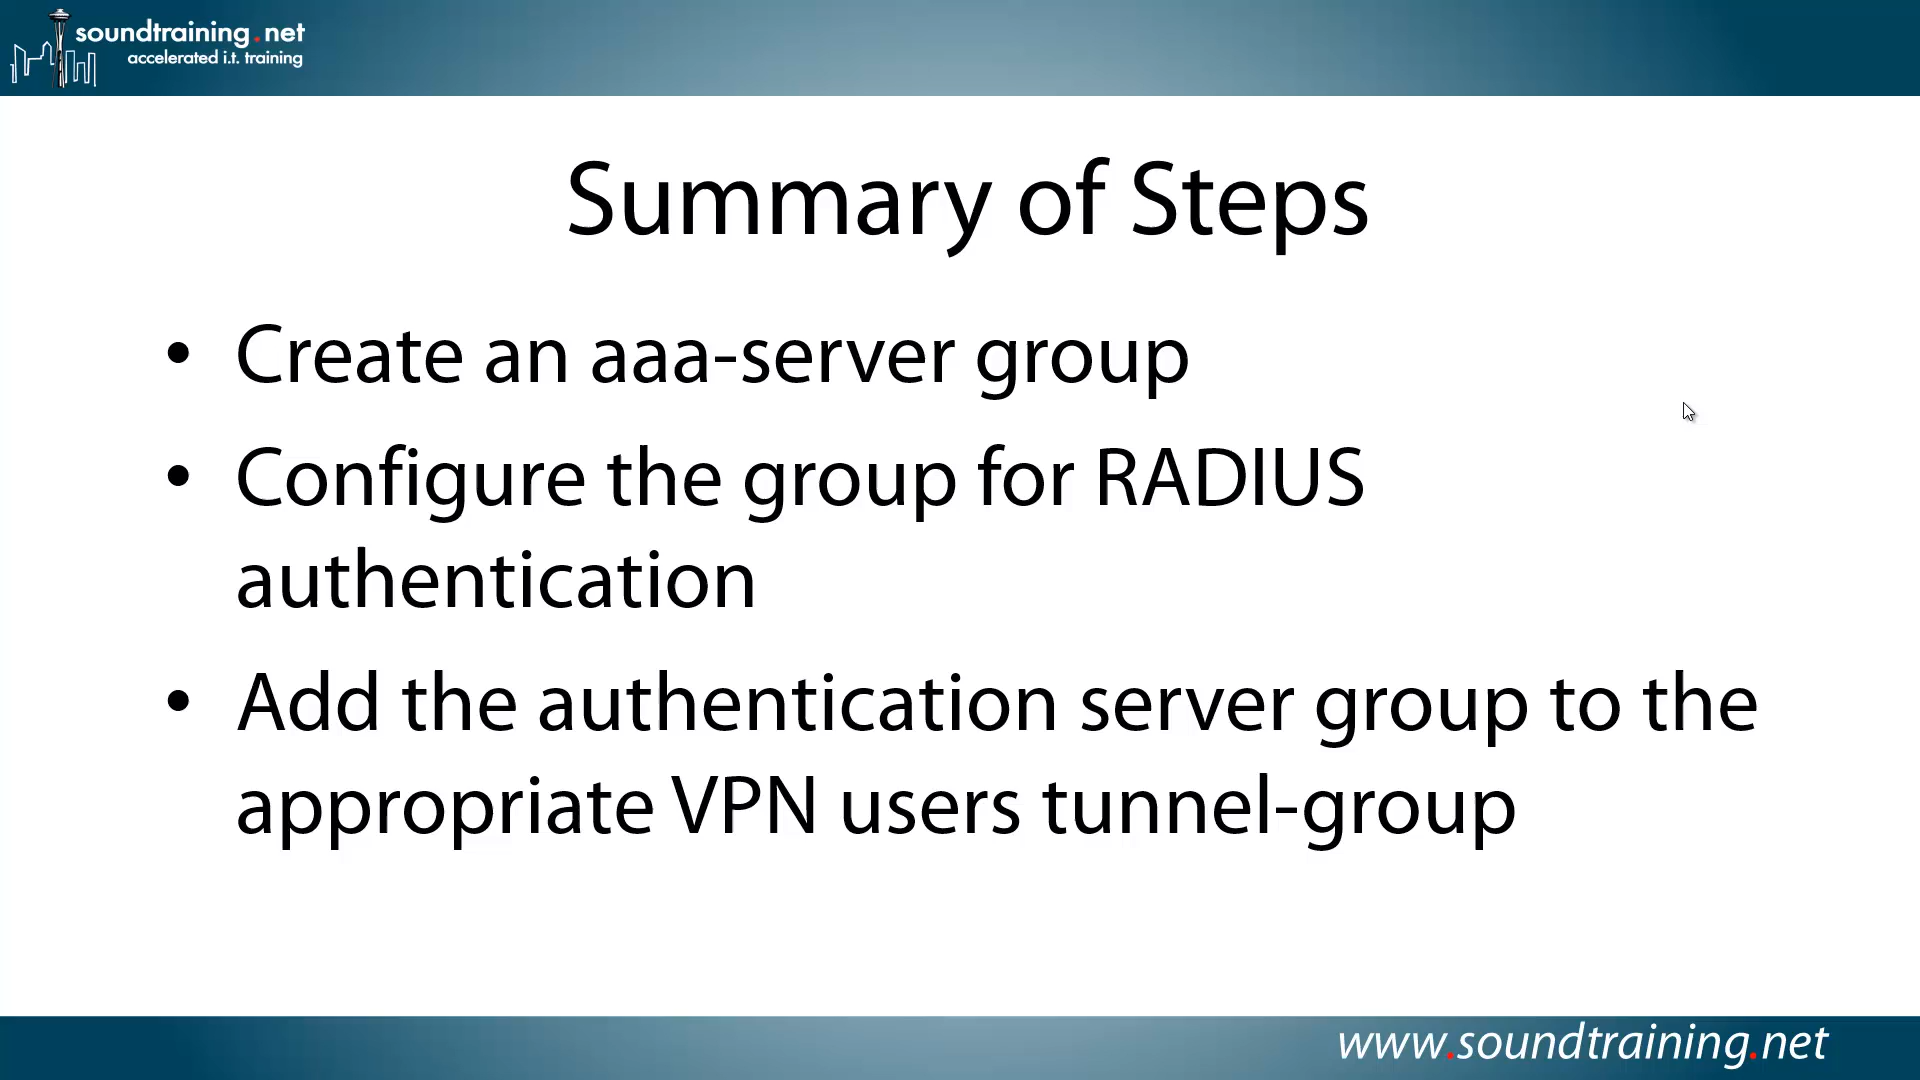 soundtraining.net
accelerated i.t. training
Summary of Steps
• Create an aaa-server group
• Configure the group for RADIUS
authentication
• Add the authentication server group to the
appropriate VPN users tunnel-group
www.soundtraining.net